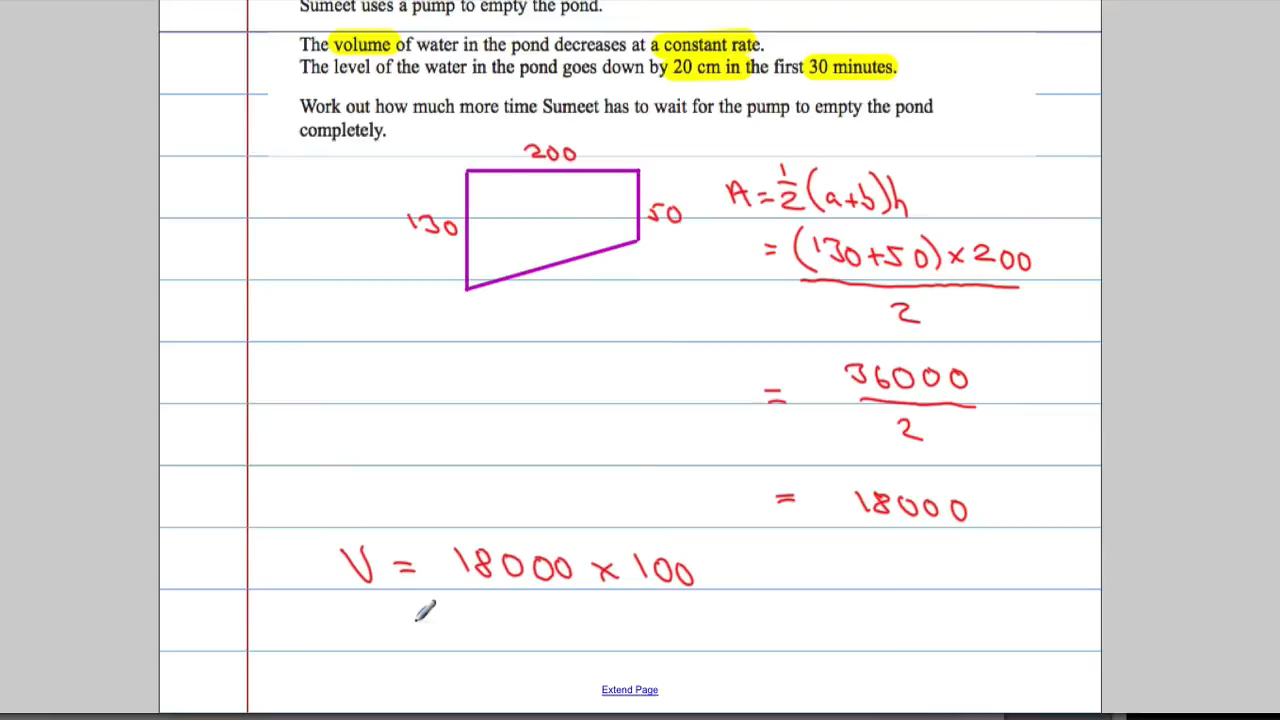 Sumeet uses a pump to empty the pond.
The volume of water in the pond decreases at a constant rate.
The level of the water in the pond goes down by 20 cm in the first 30 minutes.
Work out how much more time Sumeet has to wait for the pump to empty the pond
completely.
200
130
50
A = 1/2 (a+b)h
= (130+50) × 200
2
= 36000
2
= 18000
V = 18000 × 100
Extend Page